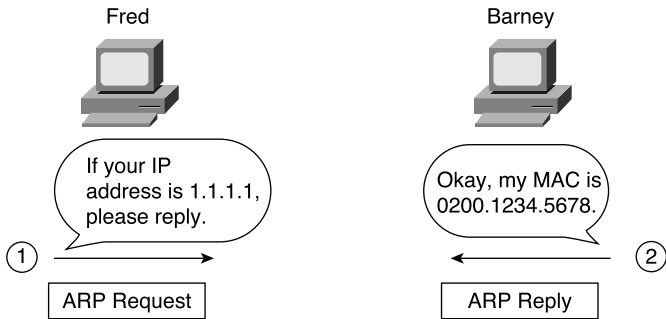 Fred
Barney
If your IP
address is 1.1.1.1,
please reply.
Okay, my MAC is
0200.1234.5678.
1
2
ARP Request
ARP Reply